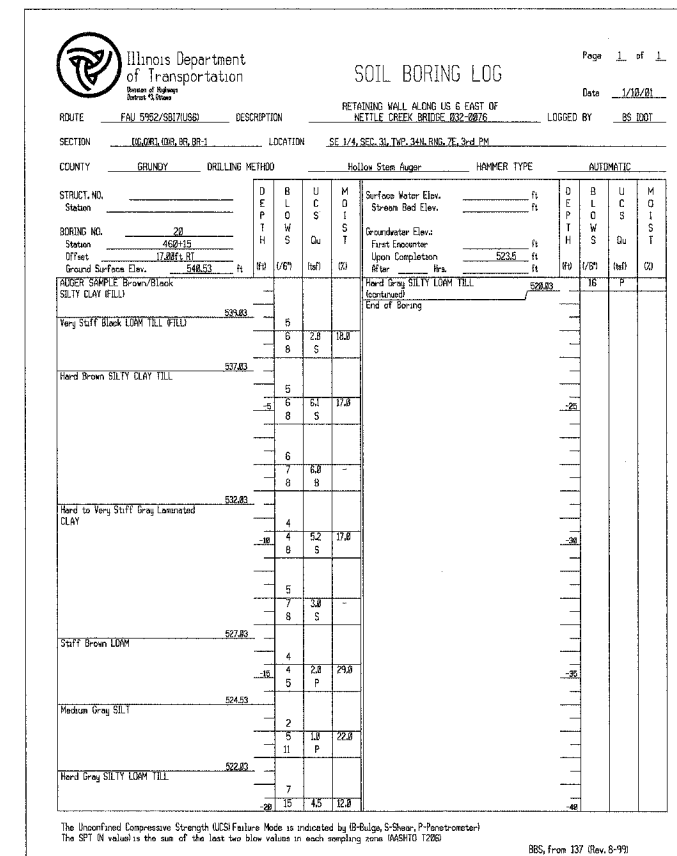 Illinois Department
of Transportation
Division of Highways
District #3, Ottawa
SOIL BORING LOG
Page 1 of 1
Date 1/10/01
ROUTE FAU 5952/SBI7(US6) DESCRIPTION RETAINING WALL ALONG US 6 EAST OF
NETTLE CREEK BRIDGE 032-0076 LOGGED BY BS IDOT
SECTION BR, BR-1 LOCATION SE 1/4, SEC. 31, TWP. 34N, RNG. 7E, 3rd PM
COUNTY GRUNDY DRILLING METHOD Hollow Stem Auger HAMMER TYPE AUTOMATIC
STRUCT. NO.
Station
BORING NO. 20
Station 460+15
Offset 17.00ft RT
Ground Surface Elev. 540.53 ft
DEPTH (ft)
BLOWS (/6")
UCS Qu (tsf)
MOIST (%)
Surface Water Elev. ft
Stream Bed Elev. ft
Groundwater Elev.:
First Encounter ft
Upon Completion 523.5 ft
After Hrs. ft
DEPTH (ft)
BLOWS (/6")
UCS Qu (tsf)
MOIST (%)
AUGER SAMPLE Brown/Black
SILTY CLAY (FILL)
539.03
Very Stiff Black LOAM TILL (FILL)
5
6 2.8 18.0
8 S
537.03
Hard Brown SILTY CLAY TILL
5
-5 6 6.1 17.0
8 S
6
7 6.0 -
8 B
532.03
Hard to Very Stiff Gray Laminated
CLAY
4
-10 4 5.2 17.0
8 S
5
7 3.0 -
8 S
527.03
Stiff Brown LOAM
4
-15 4 2.0 29.0
5 P
524.53
Medium Gray SILT
2
5 1.0 22.0
11 P
522.03
Hard Gray SILTY LOAM TILL
7
-20 15 4.5 12.0
Hard Gray SILTY LOAM TILL 520.03 16 P
(continued)
End of Boring
-25
-30
-35
-40
The Unconfined Compressive Strength (UCS) Failure Mode is indicated by (B-Bulge, S-Shear, P-Penetrometer)
The SPT (N value) is the sum of the last two blow values in each sampling zone (AASHTO T206)
BBS, from 137 (Rev. 8-99)